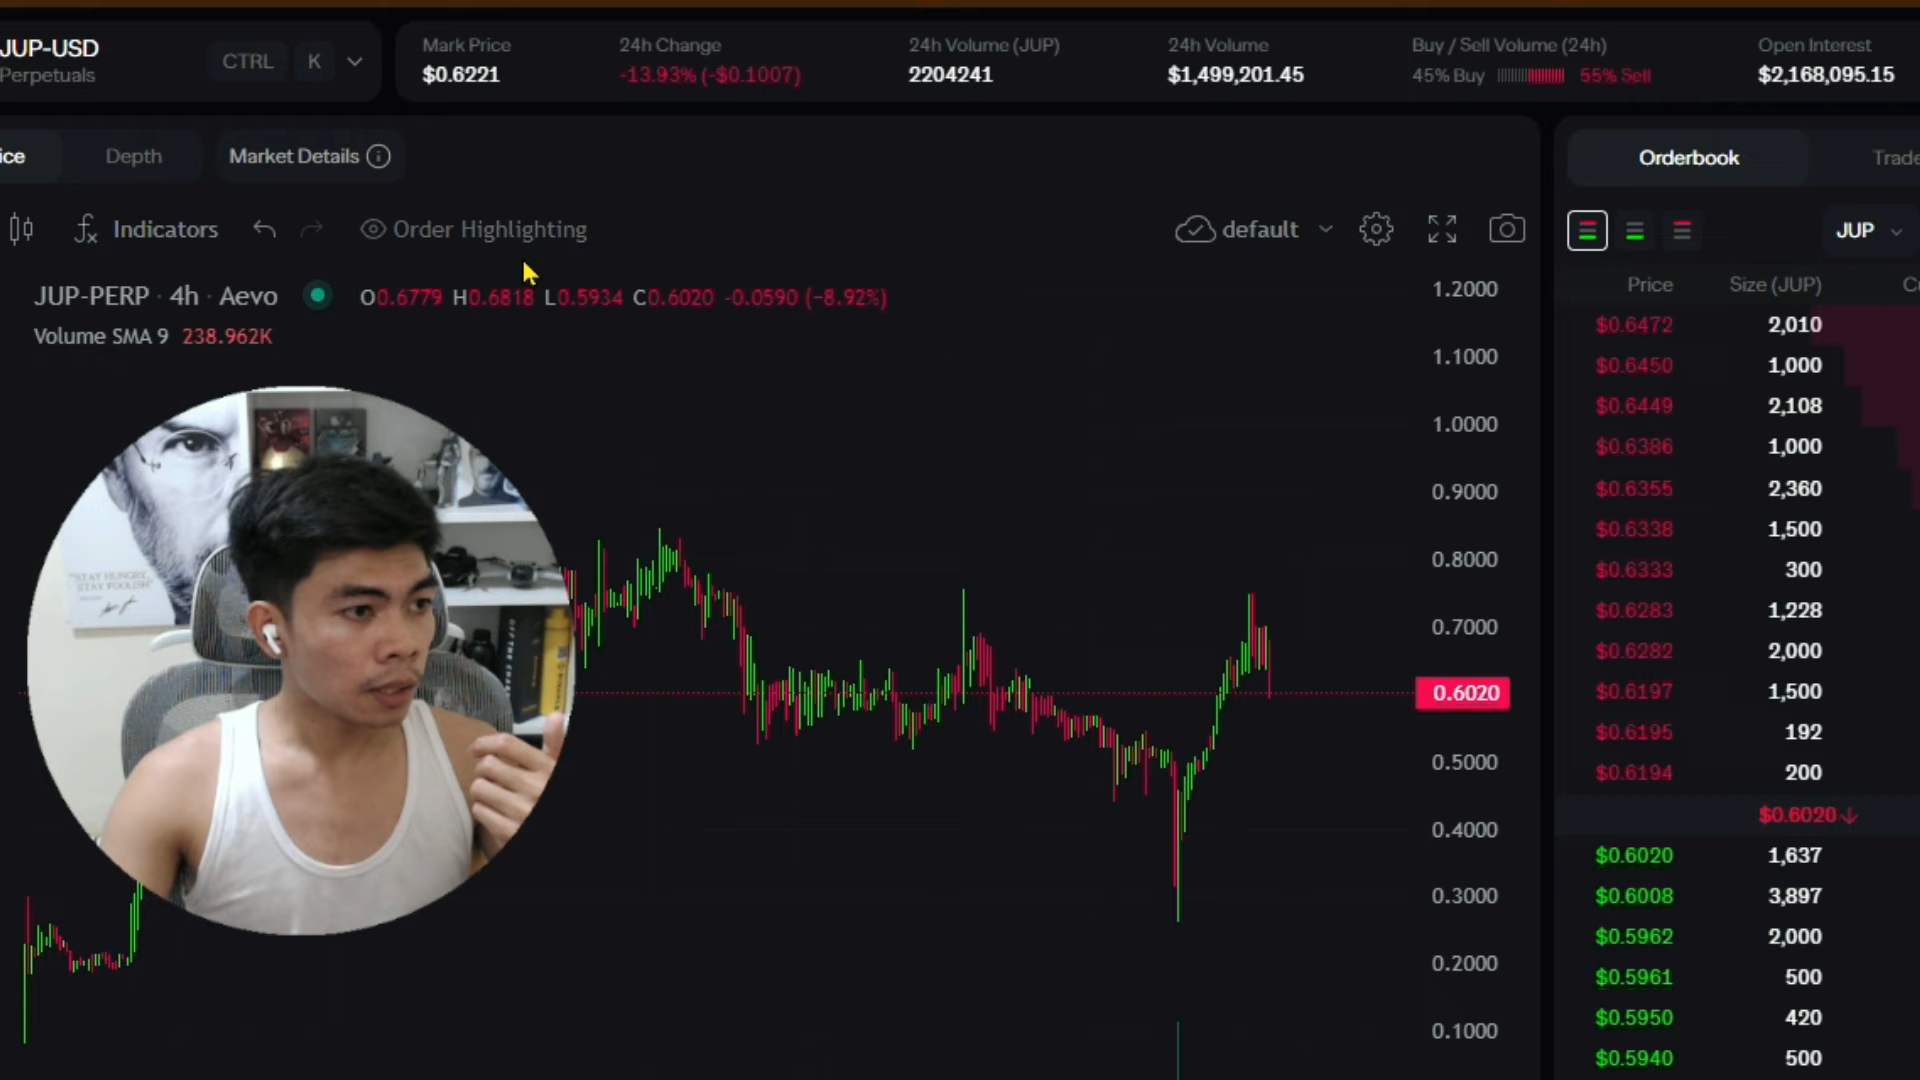 JUP-USD
Perpetuals
CTRL K
Mark Price
$0.6221
24h Change
-13.93% (-$0.1007)
24h Volume (JUP)
2204241
24h Volume
$1,499,201.45
Buy / Sell Volume (24h)
45% Buy 55% Sell
Open Interest
$2,168,095.15
ice Depth Market Details
Indicators Order Highlighting default
JUP-PERP · 4h · Aevo O0.6779 H0.6818 L0.5934 C0.6020 -0.0590 (−8.92%)
Volume SMA 9 238.962K
1.2000
1.1000
1.0000
0.9000
0.8000
0.7000
0.6020
0.5000
0.4000
0.3000
0.2000
0.1000
"STAY HUNGRY,
STAY FOOLISH"
Orderbook Trade
JUP
Price Size (JUP) Cu
$0.6472 2,010
$0.6450 1,000
$0.6449 2,108
$0.6386 1,000
$0.6355 2,360
$0.6338 1,500
$0.6333 300
$0.6283 1,228
$0.6282 2,000
$0.6197 1,500
$0.6195 192
$0.6194 200
$0.6020↓
$0.6020 1,637
$0.6008 3,897
$0.5962 2,000
$0.5961 500
$0.5950 420
$0.5940 500